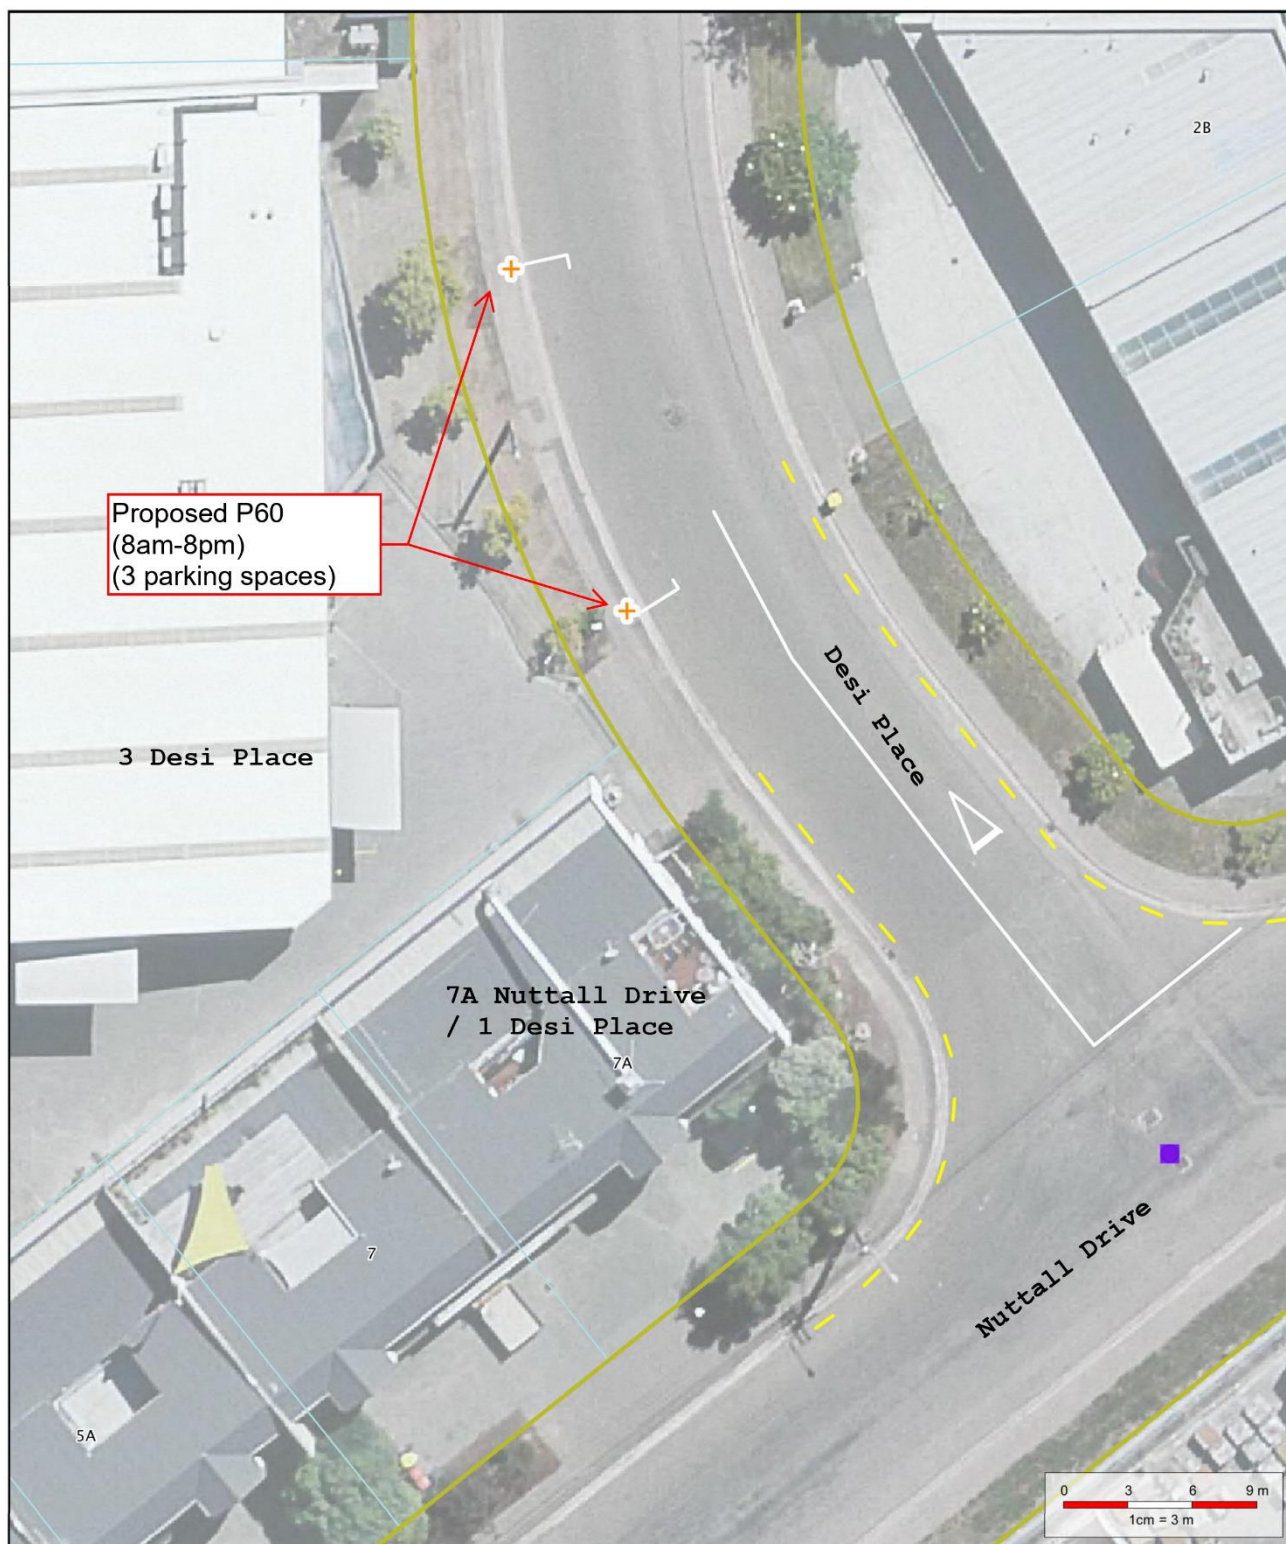 2B
Proposed P60
(8am-8pm)
(3 parking spaces)
Desi Place
3 Desi Place
7A Nuttall Drive
/ 1 Desi Place
7A
Nuttall Drive
7
5A
0 3 6 9 m
1cm = 3 m